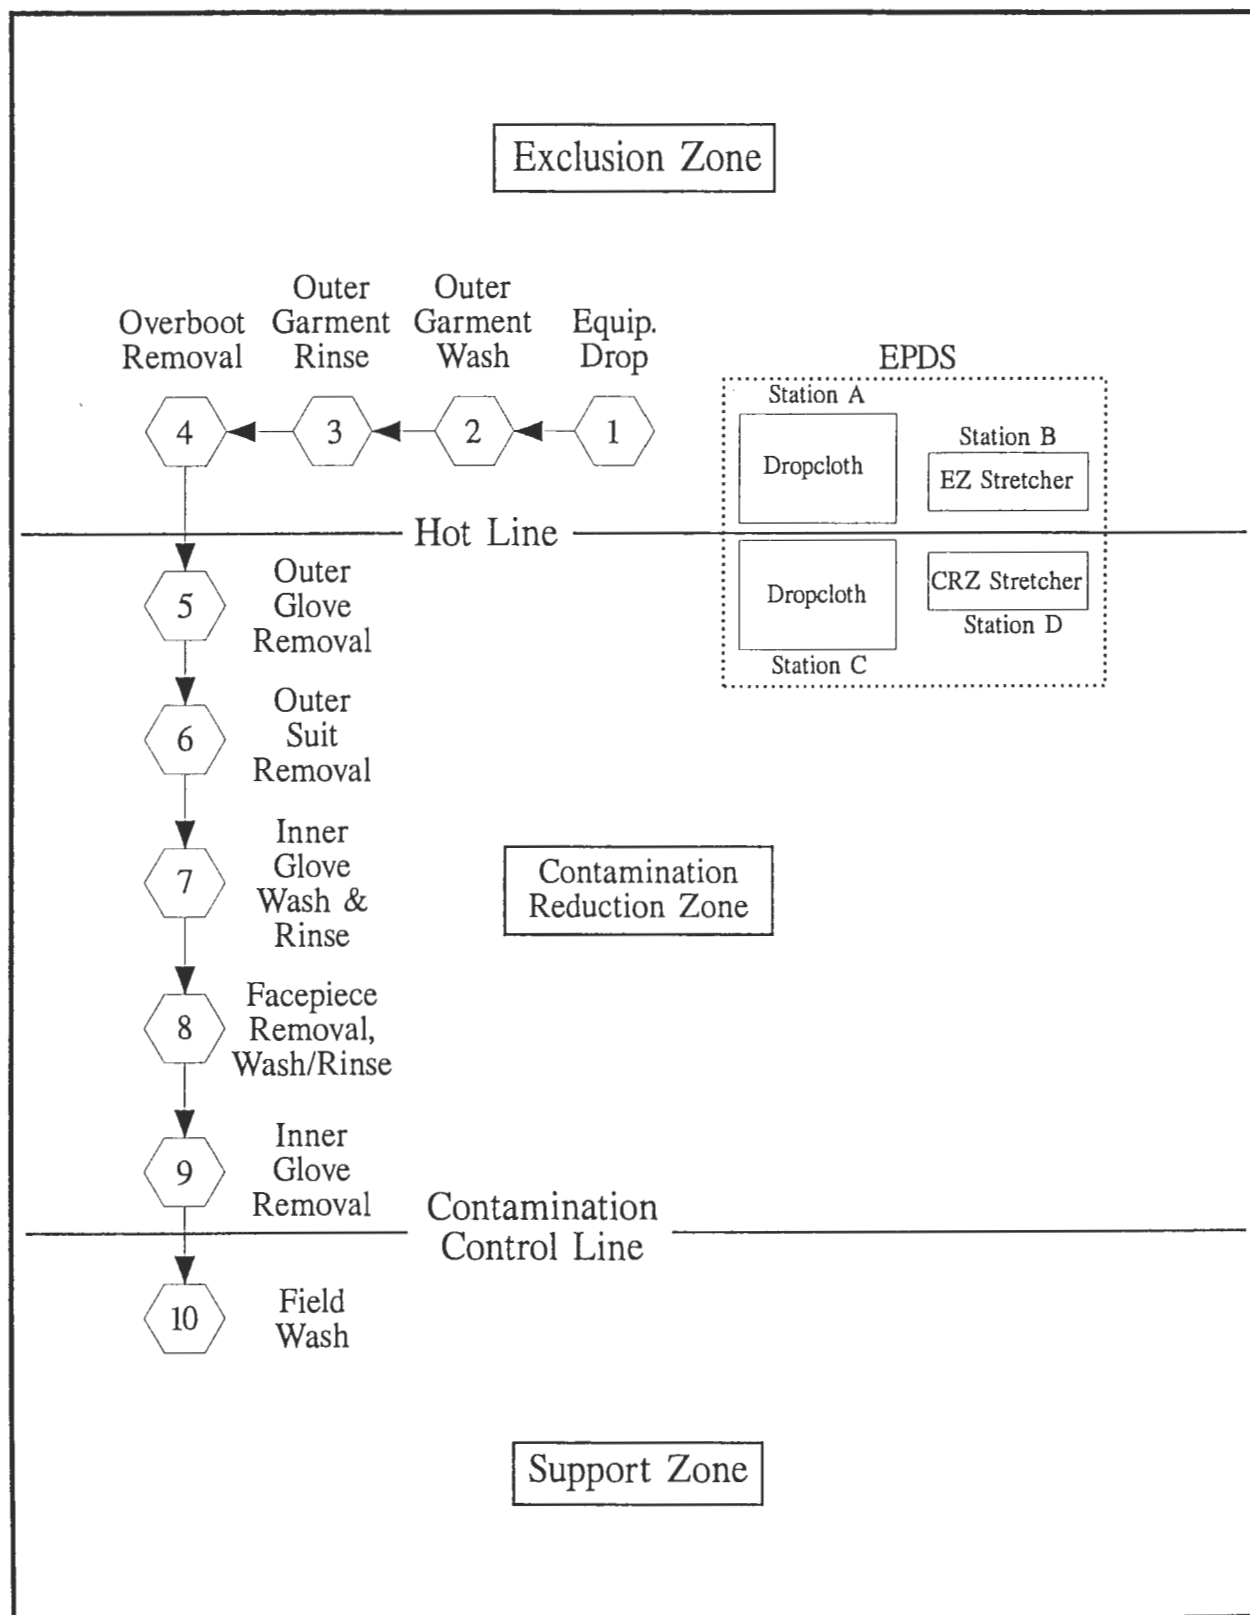 Exclusion Zone
Overboot
Removal
Outer
Garment
Rinse
Outer
Garment
Wash
Equip.
Drop
4
3
2
1
EPDS
Station A
Dropcloth
Station B
EZ Stretcher
Hot Line
Dropcloth
Station C
CRZ Stretcher
Station D
5
Outer
Glove
Removal
6
Outer
Suit
Removal
7
Inner
Glove
Wash &
Rinse
Contamination
Reduction Zone
8
Facepiece
Removal,
Wash/Rinse
9
Inner
Glove
Removal
Contamination
Control Line
10
Field
Wash
Support Zone